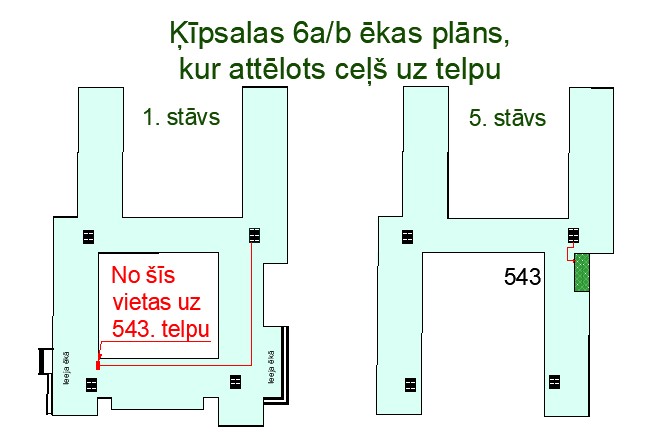 Ķīpsalas 6a/b ēkas plāns,
kur attēlots ceļš uz telpu
1. stāvs
5. stāvs
No šīs
vietas uz
543. telpu
543
Ieeja ēkā
Ieeja ēkā